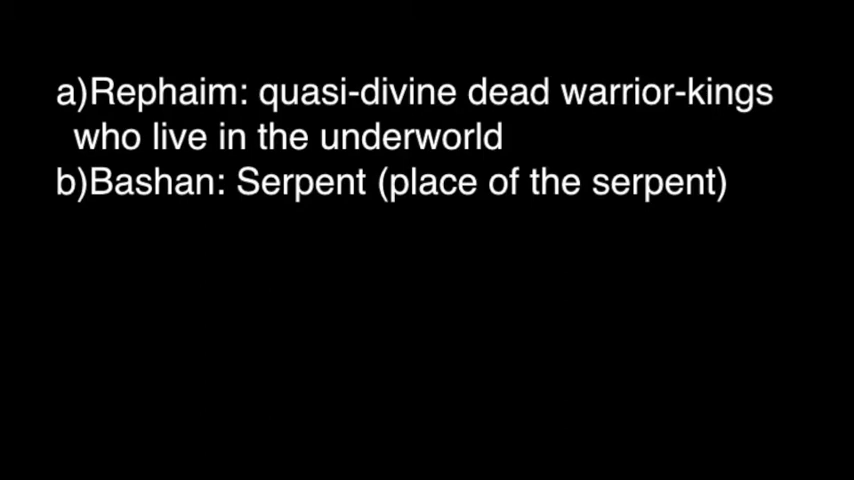 a)Rephaim: quasi-divine dead warrior-kings
who live in the underworld
b)Bashan: Serpent (place of the serpent)